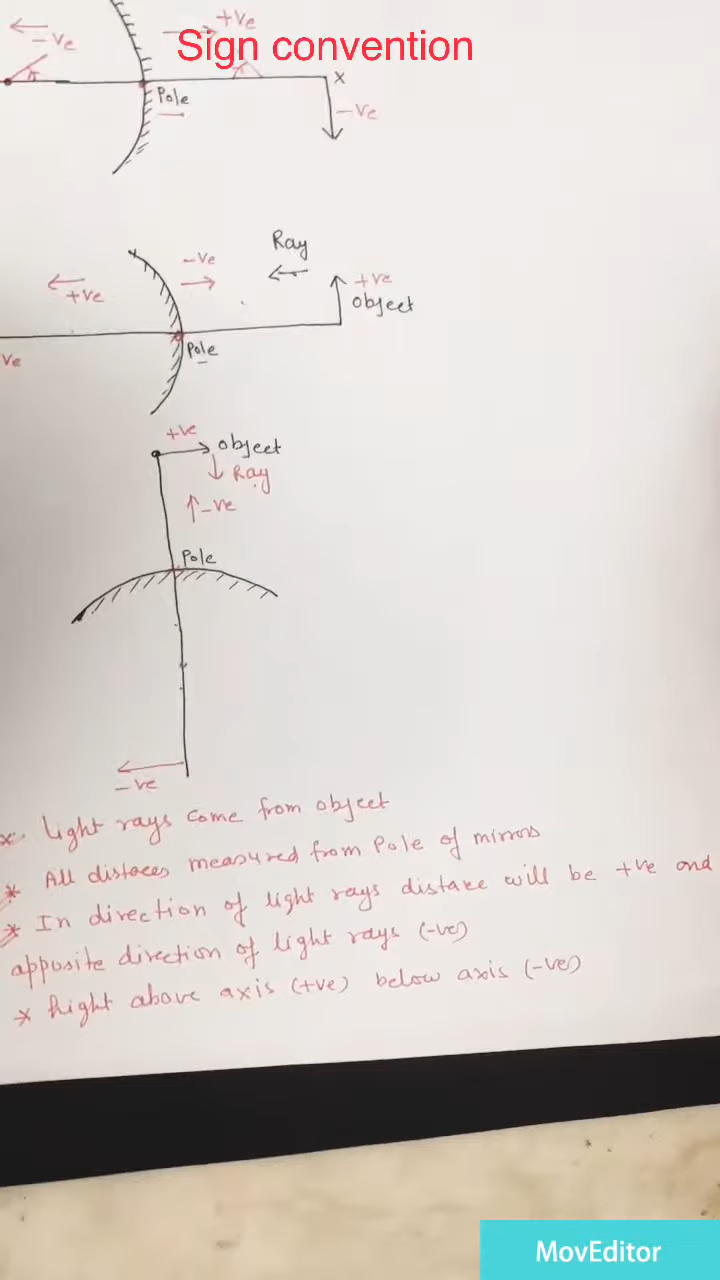 -ve
+ve
Sign convention
x
Pole
-ve
Ray
-ve
+ve
+ve
object
Pole
ve
+ve
object
Ray
-ve
Pole
-ve
* Light rays come from object
* All distaces measured from Pole of mirros
* In direction of light rays distake will be +ve and
apposite direction of light rays (-ve)
* hight above axis (+ve) below axis (-ve)
MovEditor